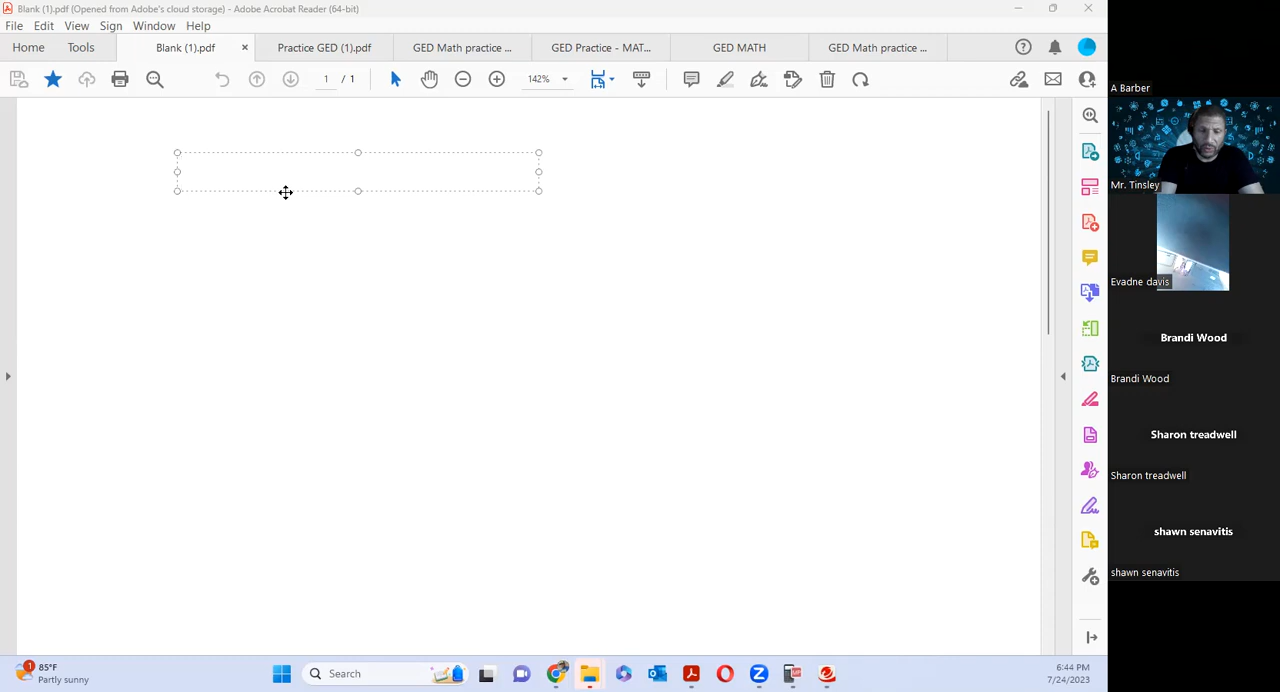 Blank (1).pdf (Opened from Adobe's cloud storage) - Adobe Acrobat Reader (64-bit)
File Edit View Sign Window Help
Home Tools Blank (1).pdf Practice GED (1).pdf GED Math practice ... GED Practice - MAT... GED MATH GED Math practice ...
1 / 1 142%
A Barber
Mr. Tinsley
Evadne davis
Brandi Wood
Brandi Wood
Sharon treadwell
Sharon treadwell
shawn senavitis
shawn senavitis
1
85°F
Partly sunny
Search
6:44 PM
7/24/2023